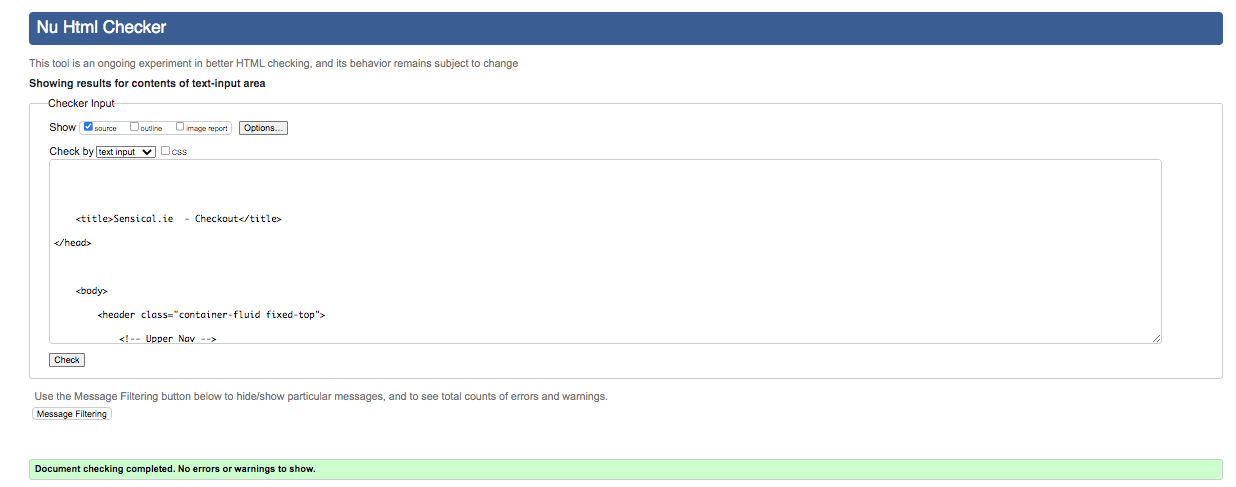 Nu Html Checker
This tool is an ongoing experiment in better HTML checking, and its behavior remains subject to change
Showing results for contents of text-input area
Checker Input
Show source outline image report Options...
Check by text input CSS
<title>Sensical.ie  - Checkout</title>
</head>
<body>
<header class="container-fluid fixed-top">
<!-- Upper Nav -->
Check
Use the Message Filtering button below to hide/show particular messages, and to see total counts of errors and warnings.
Message Filtering
Document checking completed. No errors or warnings to show.